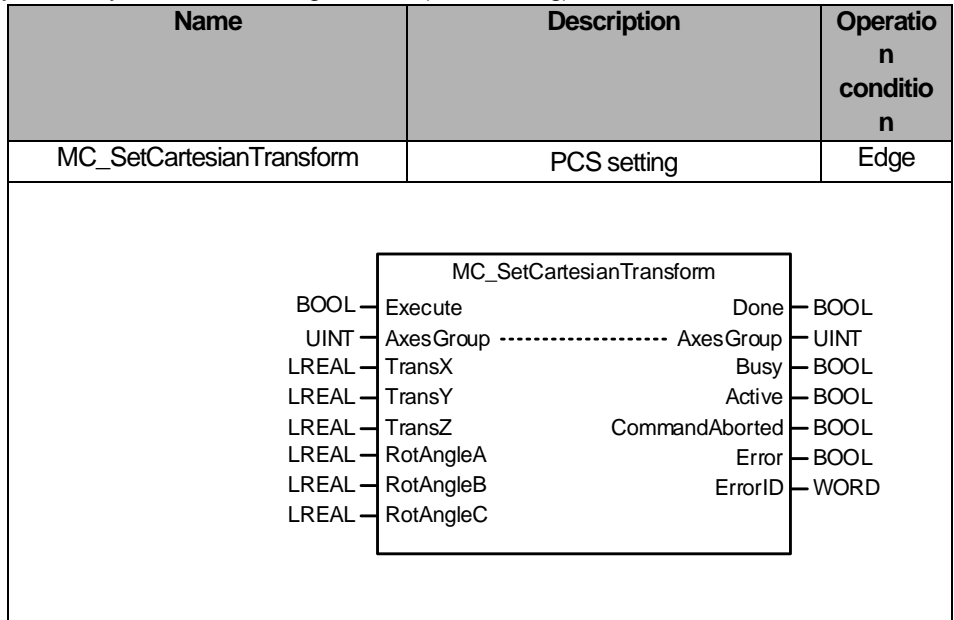 Name Description Operatio
n
conditio
n
MC_SetCartesianTransform PCS setting Edge
MC_SetCartesianTransform
BOOL Execute Done BOOL
UINT AxesGroup AxesGroup UINT
LREAL TransX Busy BOOL
LREAL TransY Active BOOL
LREAL TransZ CommandAborted BOOL
LREAL RotAngleA Error BOOL
LREAL RotAngleB ErrorID WORD
LREAL RotAngleC